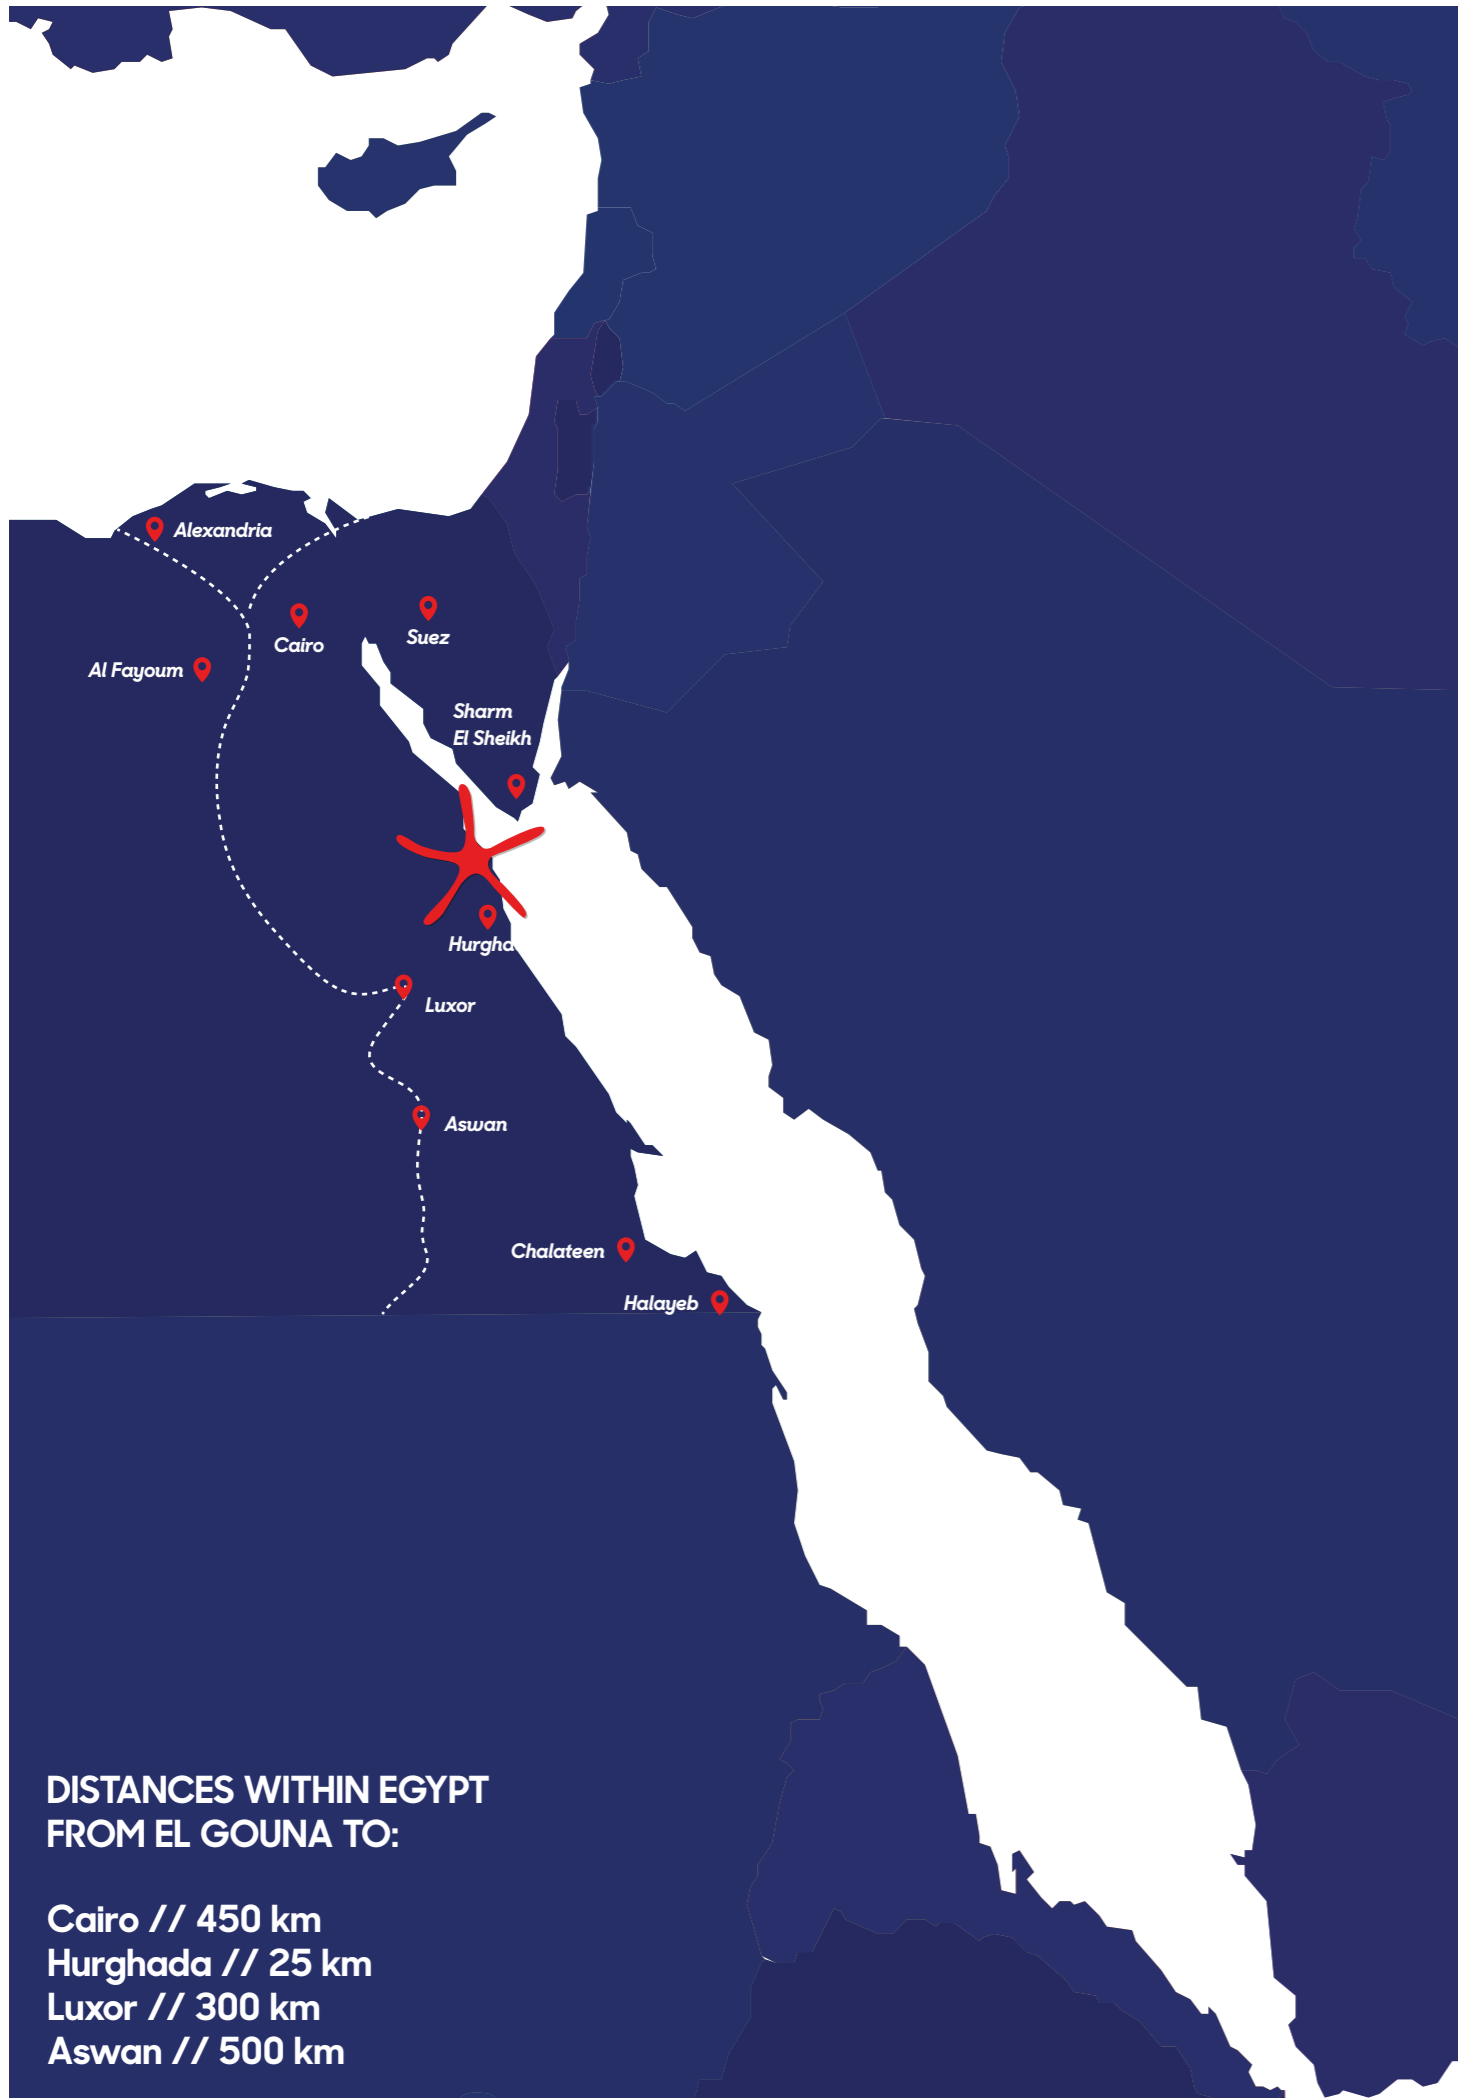 Alexandria
Cairo
Suez
Al Fayoum
Sharm
El Sheikh
Hurgha
Luxor
Aswan
Chalateen
Halayeb
DISTANCES WITHIN EGYPT
FROM EL GOUNA TO:
Cairo // 450 km
Hurghada // 25 km
Luxor // 300 km
Aswan // 500 km